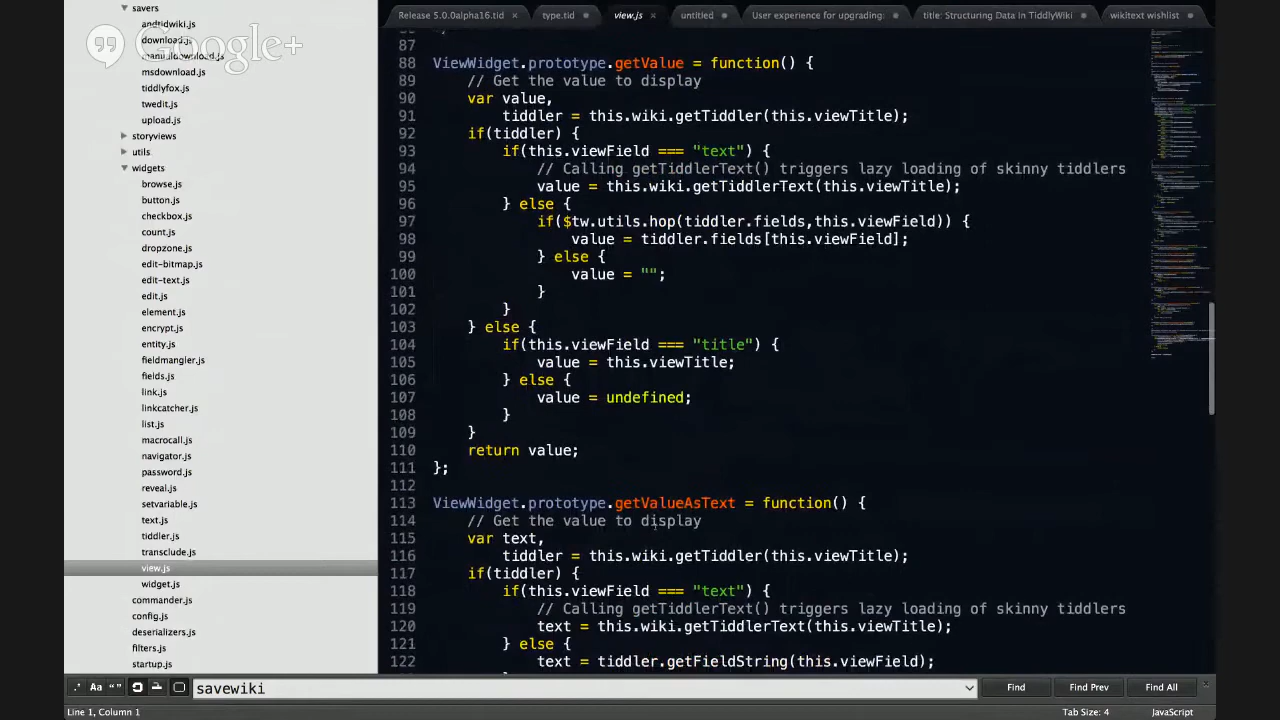 savers
andtidwiki.js
download.js
manualdownload.js
msdownload.js
tiddlyfox.js
twedit.js
upload.js
storyviews
utils
widgets
browse.js
button.js
checkbox.js
count.js
dropzone.js
edit-bitmap.js
edit-text.js
edit.js
element.js
encrypt.js
entity.js
fieldmangler.js
fields.js
link.js
linkcatcher.js
list.js
macrocall.js
navigator.js
password.js
reveal.js
setvariable.js
text.js
tiddler.js
transclude.js
view.js
widget.js
commander.js
config.js
deserializers.js
filters.js
startup.js
Google+
Release 5.0.0alpha16.tid × type.tid view.js × untitled User experience for upgrading: title: Structuring Data in TiddlyWiki wikitext wishlist
87
88 ViewWidget.prototype.getValue = function() {
89 // Get the value to display
90 var value,
91 tiddler = this.wiki.getTiddler(this.viewTitle);
92 if(tiddler) {
93 if(this.viewField === "text") {
94 // Calling getTiddlerText() triggers lazy loading of skinny tiddlers
95 value = this.wiki.getTiddlerText(this.viewTitle);
96 } else {
97 if($tw.utils.hop(tiddler.fields,this.viewField)) {
98 value = tiddler.fields[this.viewField];
99 } else {
100 value = "";
101 }
102 }
103 } else {
104 if(this.viewField === "title") {
105 value = this.viewTitle;
106 } else {
107 value = undefined;
108 }
109 }
110 return value;
111 };
112
113 ViewWidget.prototype.getValueAsText = function() {
114 // Get the value to display
115 var text,
116 tiddler = this.wiki.getTiddler(this.viewTitle);
117 if(tiddler) {
118 if(this.viewField === "text") {
119 // Calling getTiddlerText() triggers lazy loading of skinny tiddlers
120 text = this.wiki.getTiddlerText(this.viewTitle);
121 } else {
122 text = tiddler.getFieldString(this.viewField);
.* Aa “” savewiki Find Find Prev Find All ×
Line 1, Column 1 Tab Size: 4 JavaScript